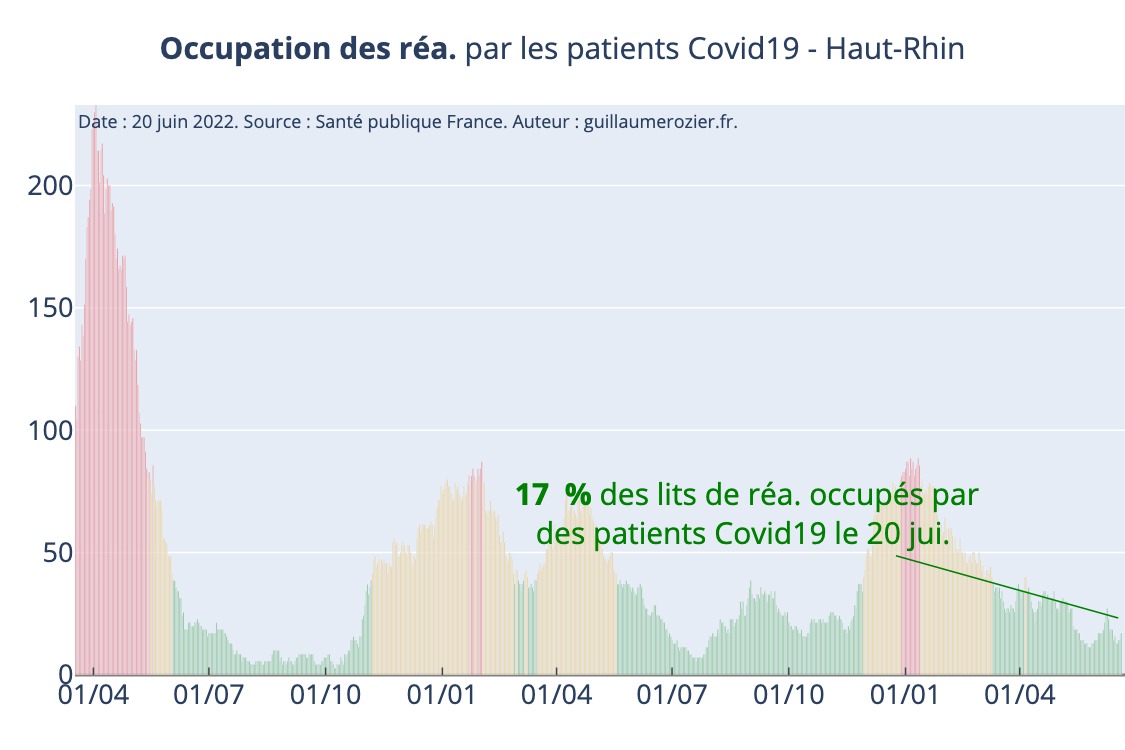 Occupation des réa. par les patients Covid19 - Haut-Rhin
Date : 20 juin 2022. Source : Santé publique France. Auteur : guillaumerozier.fr.
200
150
100
17 % des lits de réa. occupés par
des patients Covid19 le 20 jui.
50
0
01/04 01/07 01/10 01/01 01/04 01/07 01/10 01/01 01/04